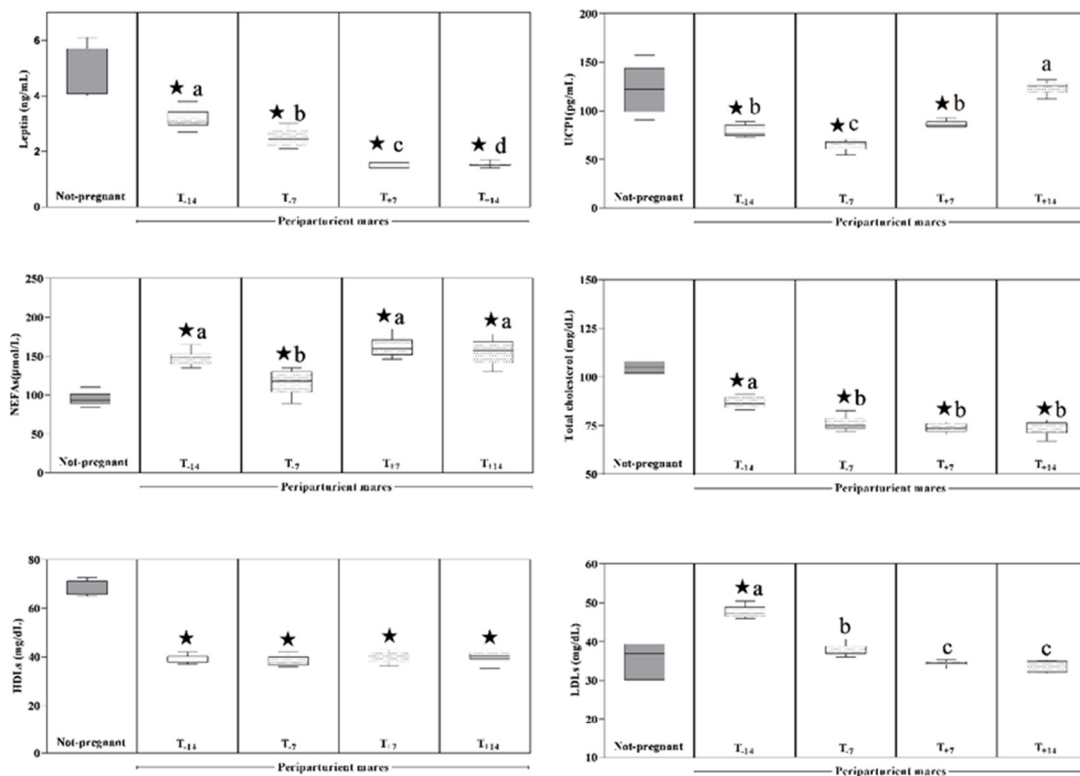 Leptin (ng/mL)
6
4
2
0
★ a
★ b
★ c
★ d
Not-pregnant
T-14
T-7
T+7
T+14
Periparturient mares
UCP1(pg/mL)
200
150
100
50
0
★ b
★ c
★ b
a
Not-pregnant
T-14
T-7
T+7
T+14
Periparturient mares
NEFAs(µmol/L)
250
200
150
100
50
0
★ a
★ b
★ a
★ a
Not-pregnant
T-14
T-7
T+7
T+14
Periparturient mares
Total cholesterol (mg/dL)
150
125
100
75
50
★ a
★ b
★ b
★ b
Not-pregnant
T-14
T-7
T+7
T+14
Periparturient mares
HDLs (mg/dL)
80
60
40
20
0
★
★
★
★
Not-pregnant
T-14
T-7
T+7
T+14
Periparturient mares
LDLs (mg/dL)
60
50
40
30
20
10
★ a
b
c
c
Not-pregnant
T-14
T-7
T+7
T+14
Periparturient mares